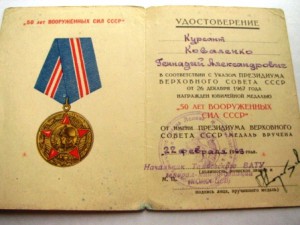 "50 ЛЕТ ВООРУЖЕННЫХ СИЛ СССР"
УДОСТОВЕРЕНИЕ
Курсант
Коваленко
Геннадий Александрович
В СООТВЕТСТВИИ С УКАЗОМ ПРЕЗИДИУМА
ВЕРХОВНОГО СОВЕТА СССР
ОТ 26 ДЕКАБРЯ 1967 ГОДА
НАГРАЖДЕН ЮБИЛЕЙНОЙ МЕДАЛЬЮ
"50 ЛЕТ ВООРУЖЕННЫХ
СИЛ СССР"
ОТ ИМЕНИ ПРЕЗИДИУМА ВЕРХОВНОГО
СОВЕТА СССР МЕДАЛЬ ВРУЧЕНА
22 февраля
Начальник ВАТУ